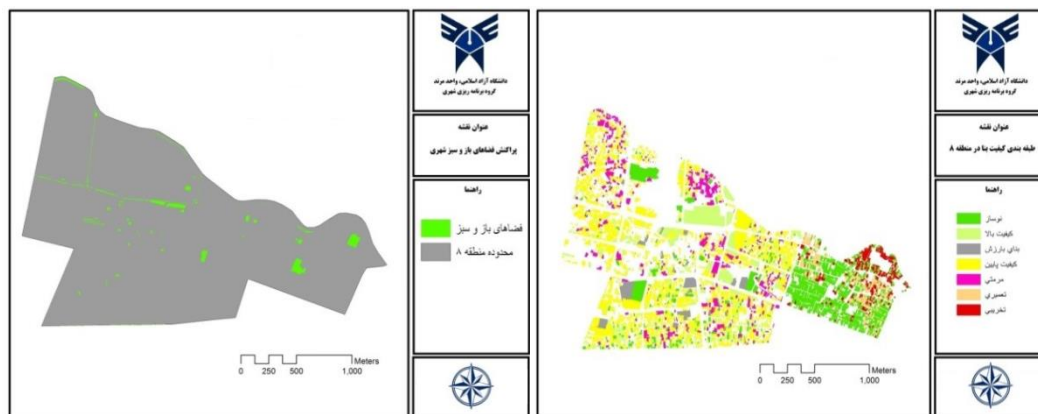 دانشگاه آزاد اسلامی، واحد مرند
گروه برنامه ریزی شهری
عنوان نقشه
پراکنش فضاهای باز و سبز شهری
راهنما
فضاهای باز و سبز
محدوده منطقه ۸
Meters
0 250 500 1,000
دانشگاه آزاد اسلامی، واحد مرند
گروه برنامه ریزی شهری
عنوان نقشه
طبقه بندی کیفیت بنا در منطقه ۸
راهنما
نوساز
کیفیت بالا
بنای بارزش
کیفیت پایین
مرمتی
تعمیری
تخریبی
Meters
0 250 500 1,000